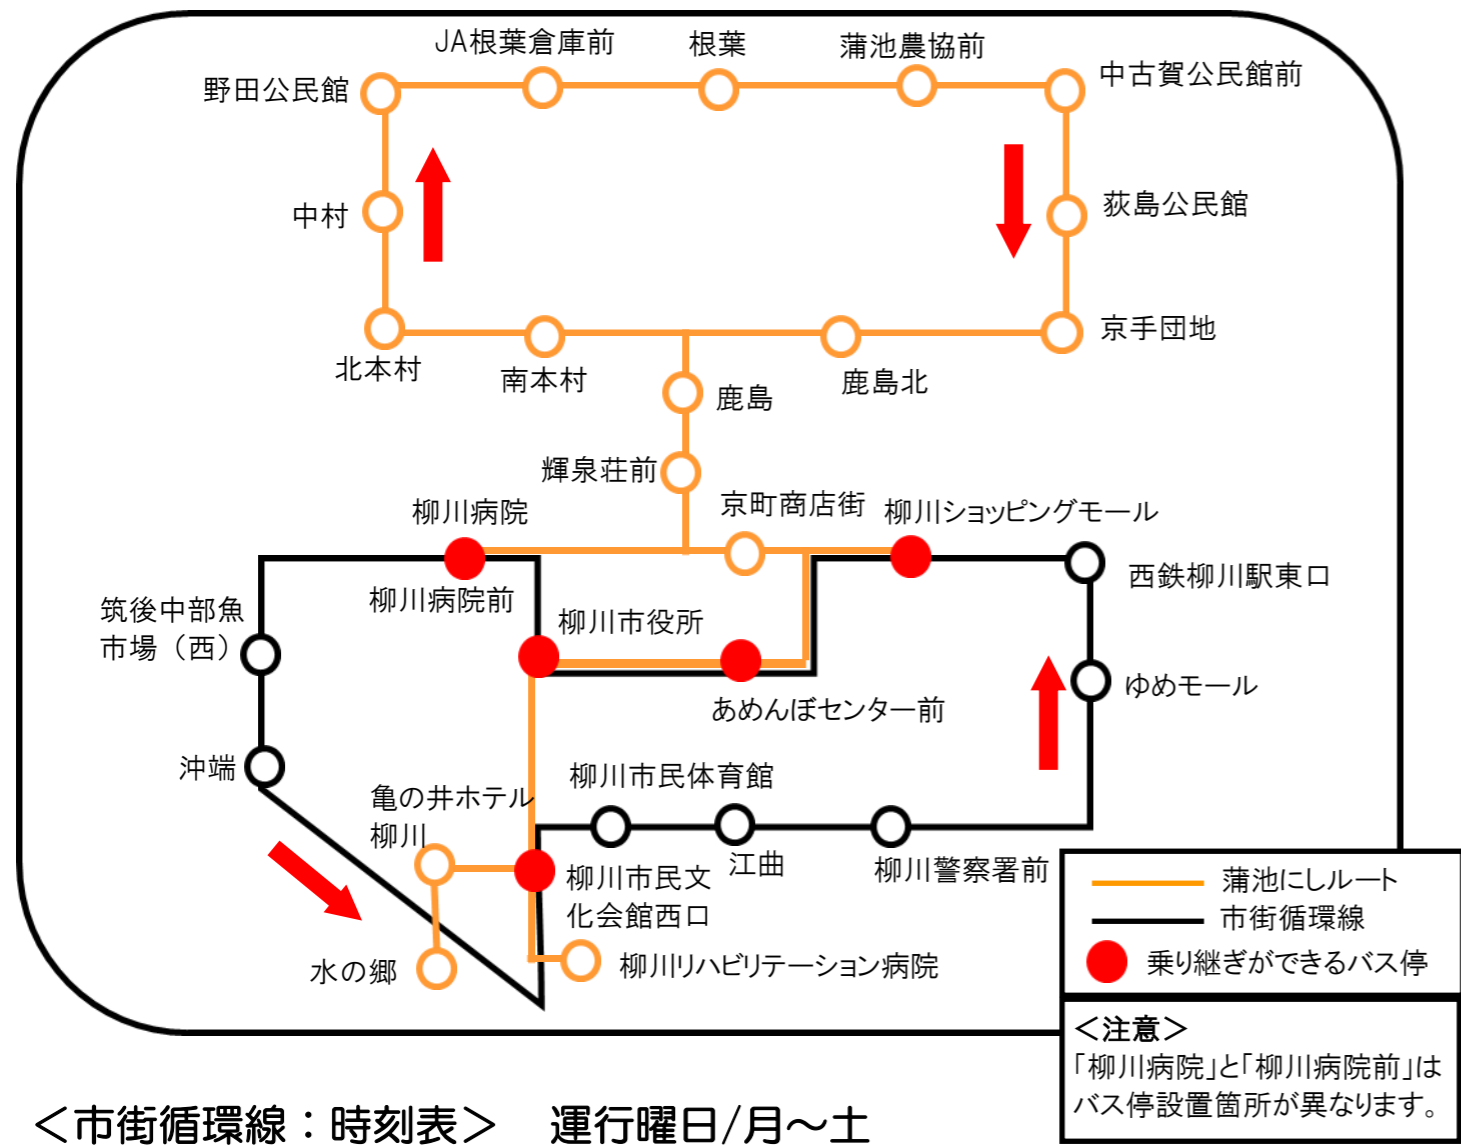 JA根葉倉庫前
根葉
蒲池農協前
中古賀公民館前
野田公民館
中村
荻島公民館
北本村
南本村
鹿島
鹿島北
京手団地
輝泉荘前
京町商店街
柳川病院
柳川ショッピングモール
柳川病院前
西鉄柳川駅東口
筑後中部魚
市場（西）
柳川市役所
あめんぼセンター前
ゆめモール
沖端
亀の井ホテル
柳川
柳川市民体育館
江曲
柳川警察署前
柳川市民文
化会館西口
水の郷
柳川リハビリテーション病院
蒲池にしルート
市街循環線
乗り継ぎができるバス停
＜注意＞
「柳川病院」と「柳川病院前」は
バス停設置箇所が異なります。
＜市街循環線：時刻表＞　運行曜日/月～土